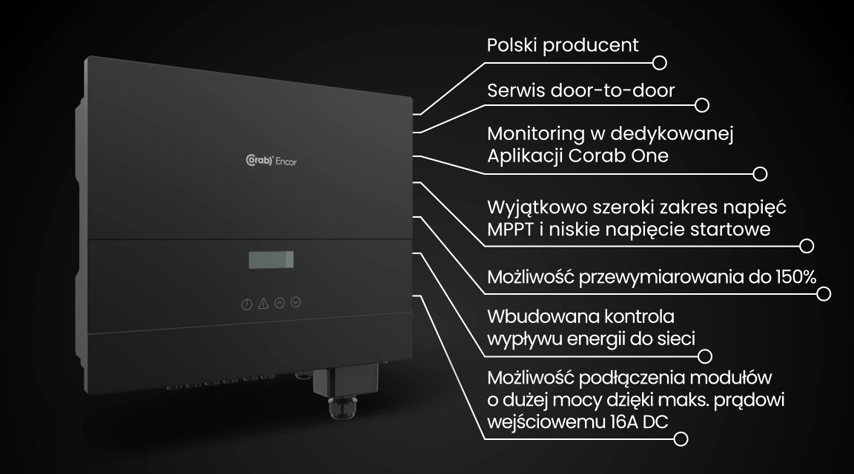 Polski producent
Serwis door-to-door
Monitoring w dedykowanej
Aplikacji Corab One
Wyjątkowo szeroki zakres napięć
MPPT i niskie napięcie startowe
Możliwość przewymiarowania do 150%
Wbudowana kontrola
wypływu energii do sieci
Możliwość podłączenia modułów
o dużej mocy dzięki maks. prądowi
wejściowemu 16A DC
Corab Encor